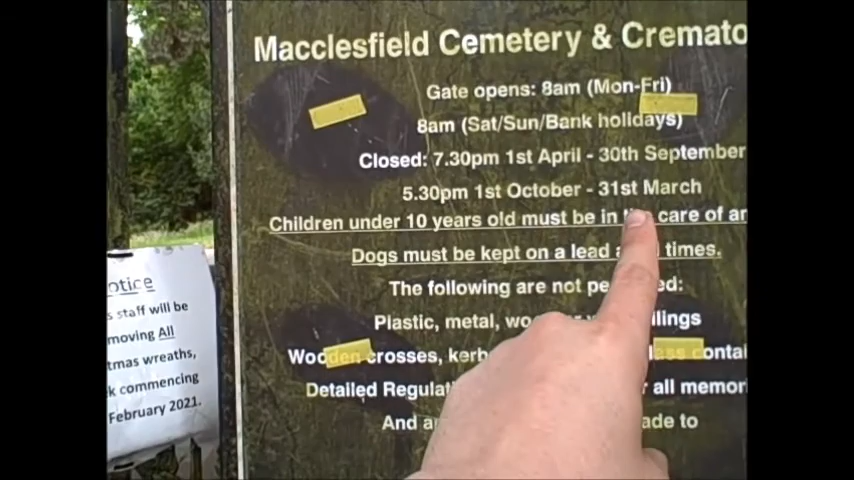 Macclesfield Cemetery & Cremato
Gate opens: 8am (Mon-Fri)
8am (Sat/Sun/Bank holidays)
Closed: 7.30pm 1st April - 30th September
5.30pm 1st October - 31st March
Children under 10 years old must be in the care of an
Dogs must be kept on a lead times.
The following, are not
Plastic, metal,
Wooden crosses, kerb
Detailed Regulat all memor
And ade to
otice
s staff will be
moving All
tmas wreaths,
k commencing
February 2021.